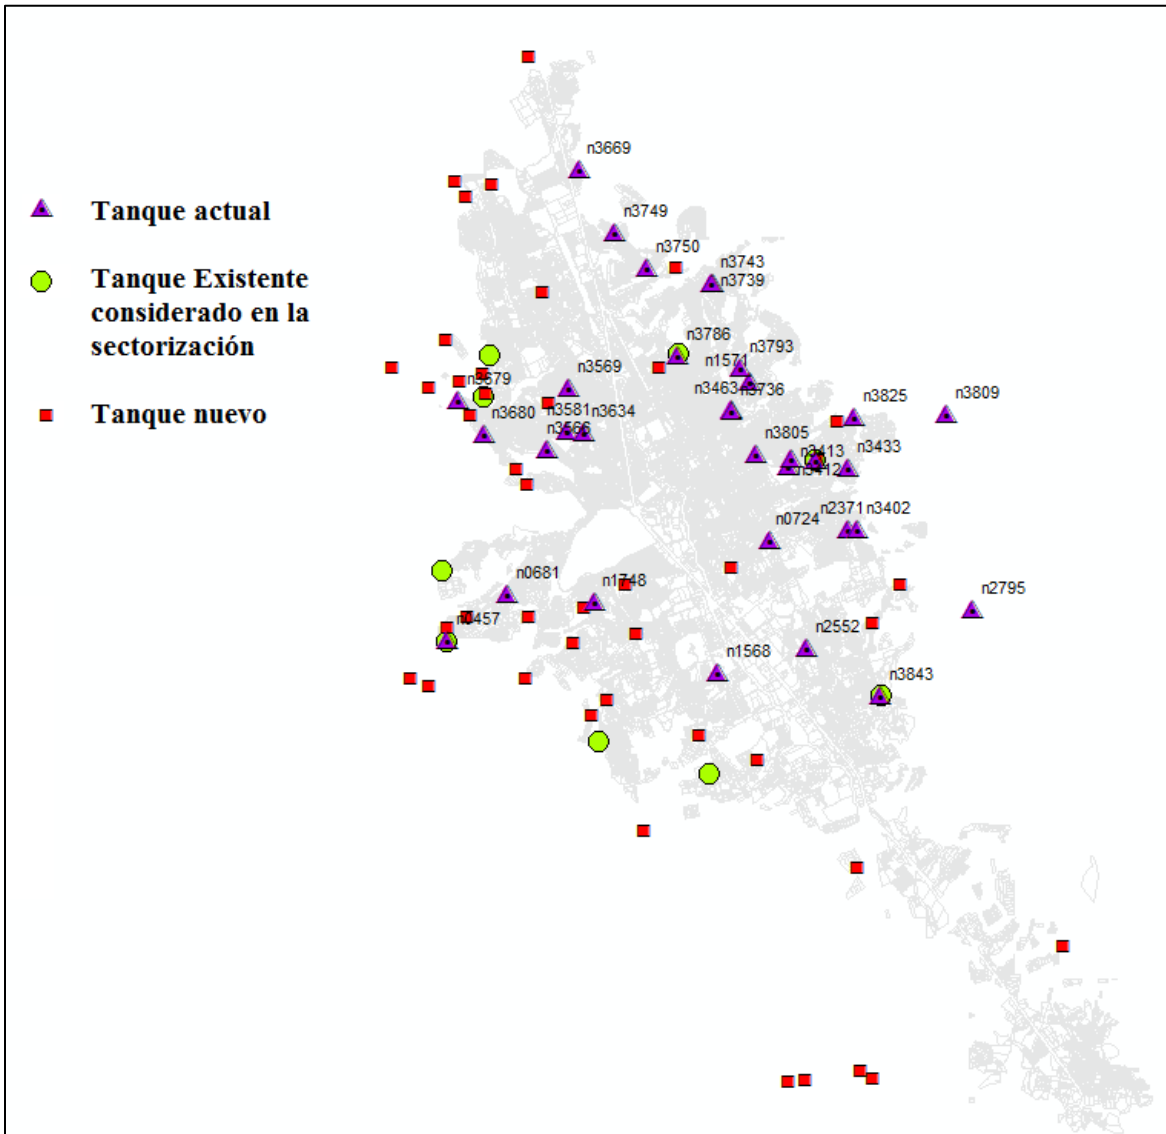 n3669
Tanque actual
n3749
n3750
n3743
n3739
Tanque Existente
considerado en la
sectorización
n3786
n1571
n3793
n3679
n3569
n3463
n3736
Tanque nuevo
n3680
n3581
n3634
n3566
n3825
n3809
n3805
n3413
n3412
n3433
n0724
n2371
n3402
n0681
n1748
n2795
n0457
n2552
n1568
n3843